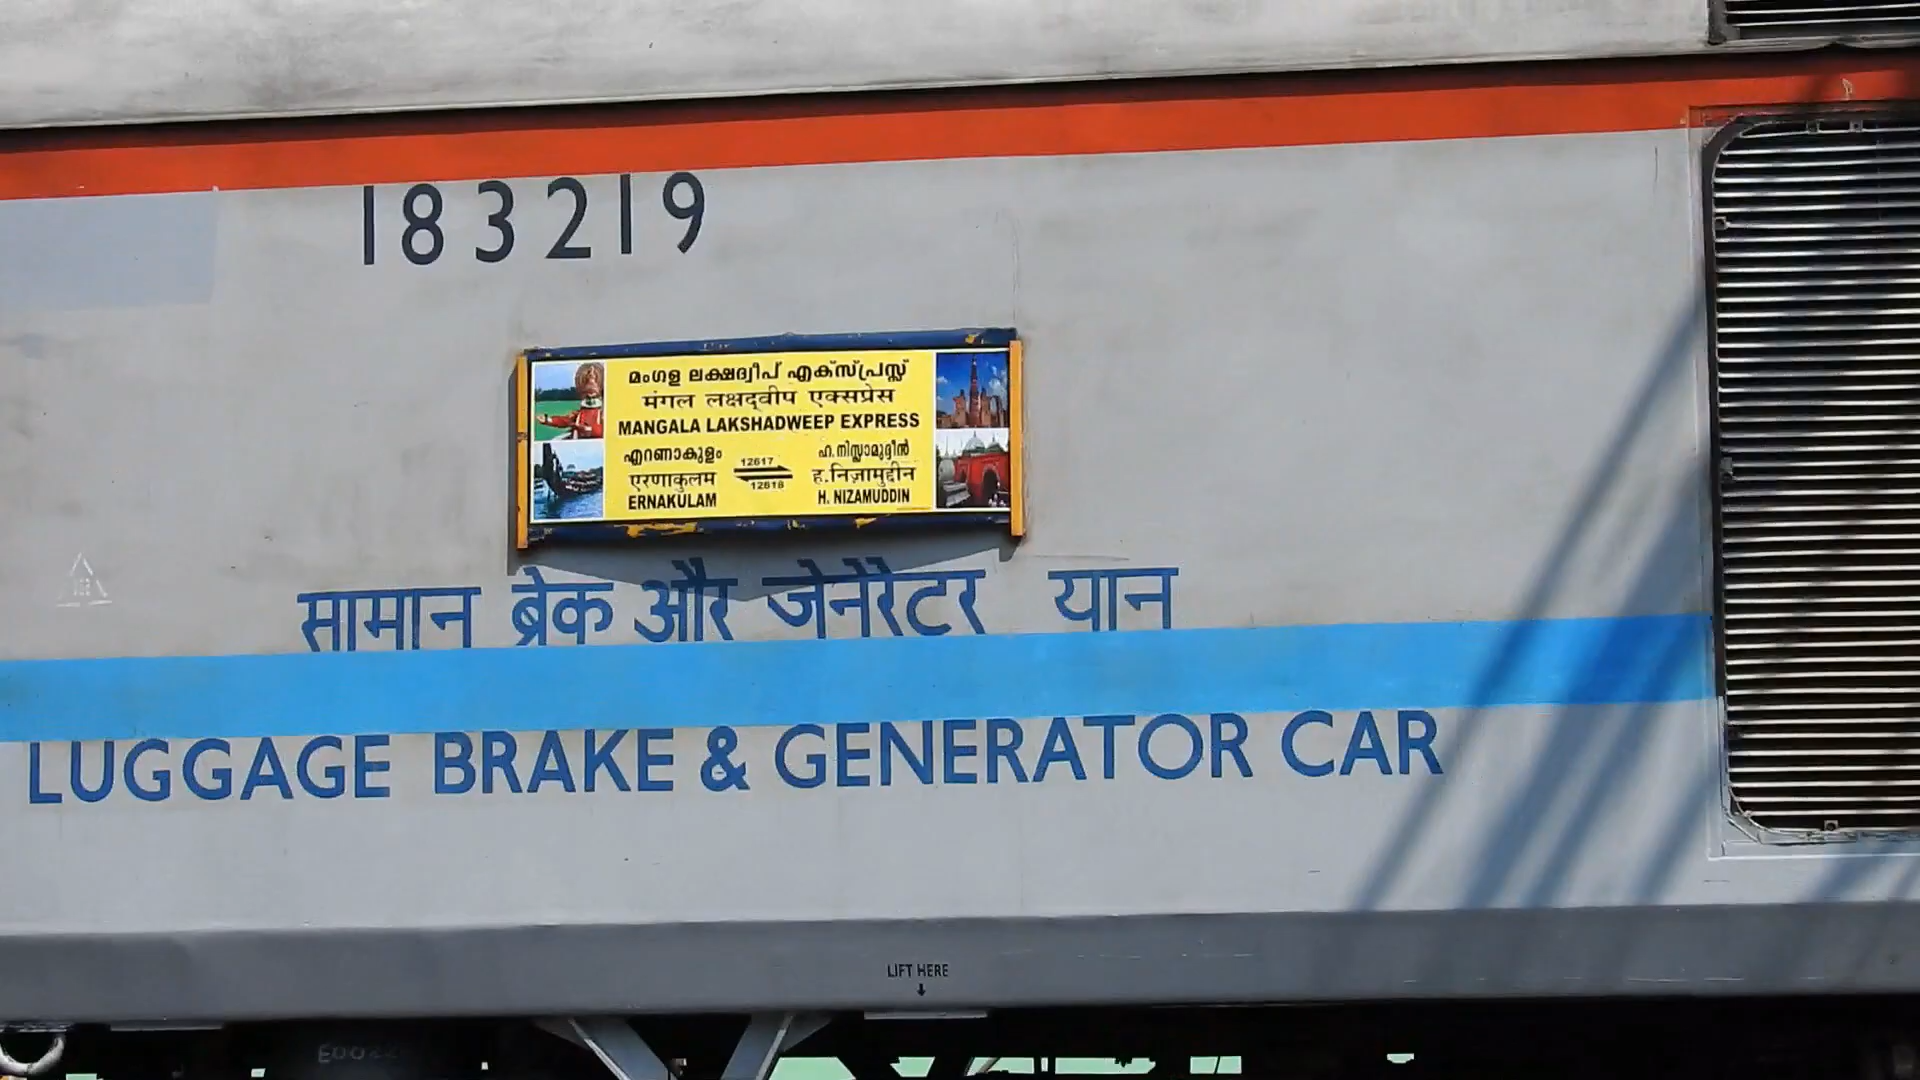 183219
മംഗള ലക്ഷദ്വീപ് എക്സ്പ്രസ്സ്
मंगल लक्षद्वीप एक्सप्रेस
MANGALA LAKSHADWEEP EXPRESS
എറണാകുളം 12617 ഹ.നിസ്സാമുദ്ദീൻ
एरणाकुलम 12618 ह.निज़ामुद्दीन
ERNAKULAM H. NIZAMUDDIN
सामान ब्रेक और जेनेरेटर यान
LUGGAGE BRAKE & GENERATOR CAR
LIFT HERE